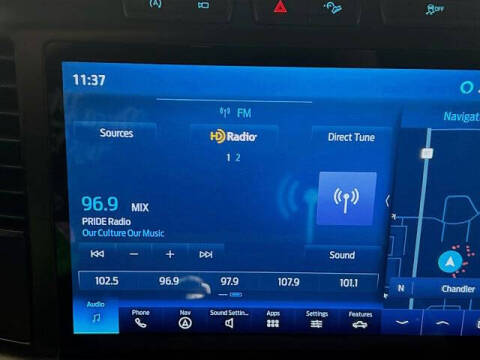 OFF
11:37
FM
Sources
HD Radio
Direct Tune
1 2
96.9 MIX
PRIDE Radio
Our Culture Our Music
Sound
102.5 96.9 97.9 107.9 101.1
Navigat
N Chandler
Audio Phone Nav Sound Settin... Apps Settings Features